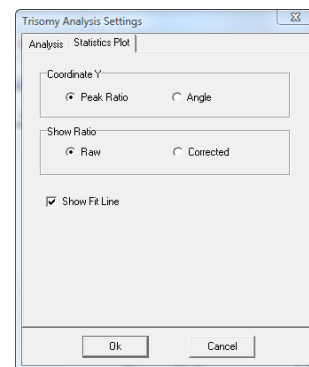 Trisomy Analysis Settings
Analysis Statistics Plot
Coordinate Y
Peak Ratio Angle
Show Ratio
Raw Corrected
Show Fit Line
Ok Cancel